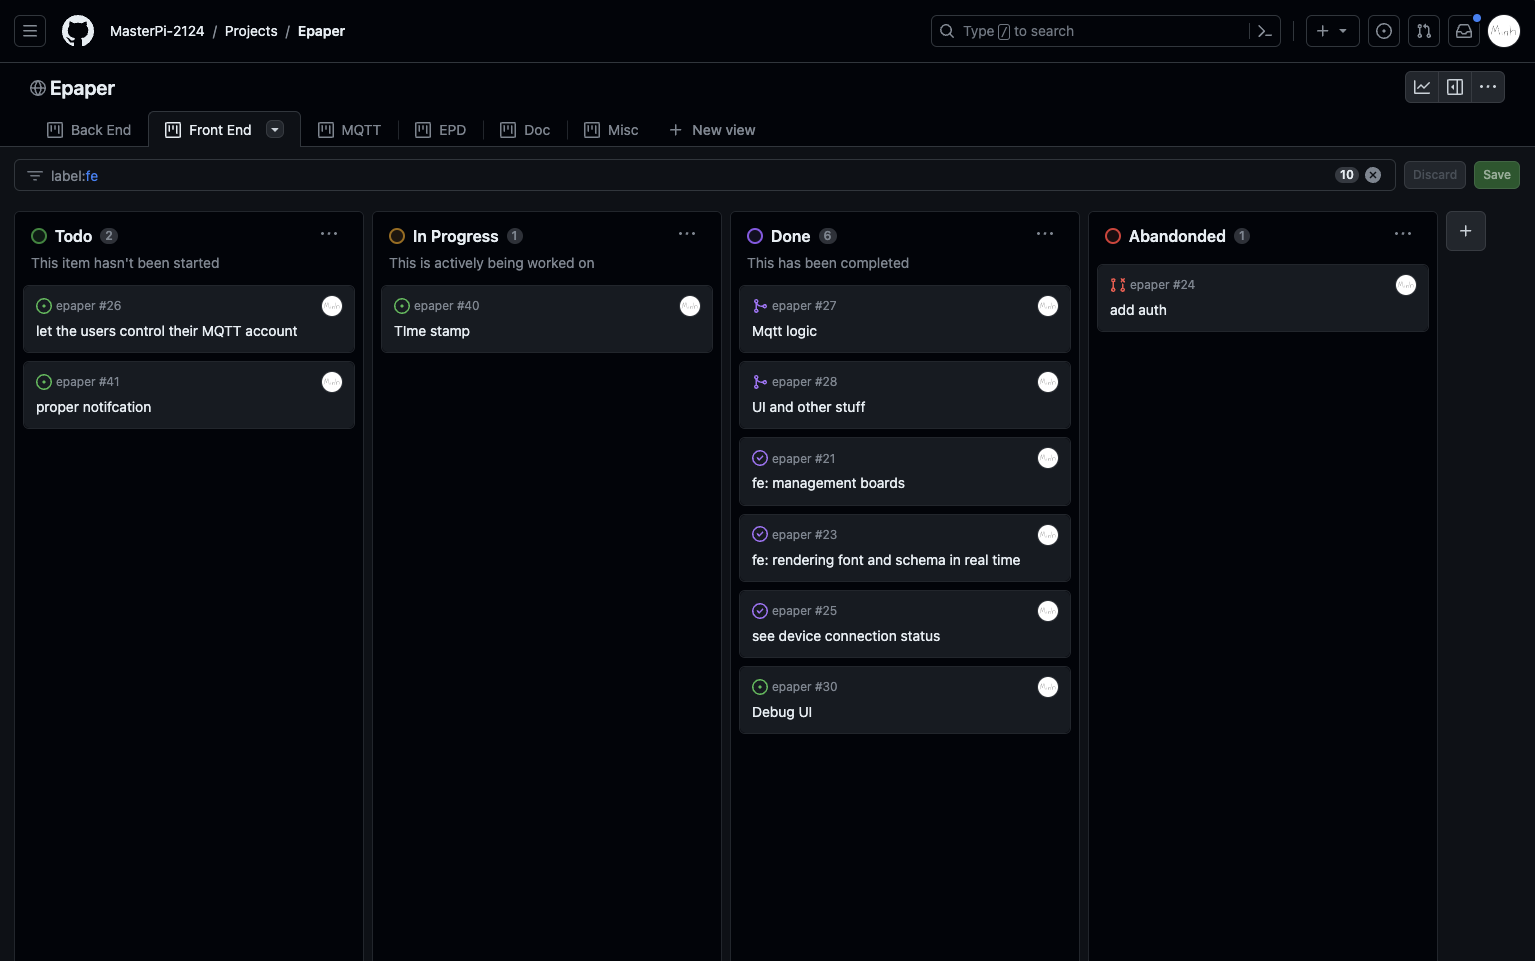 MasterPi-2124 / Projects / Epaper
Type / to search
Minh
Epaper
Back End
Front End
MQTT
EPD
Doc
Misc
New view
label:fe
10
Discard
Save
Todo 2
This item hasn't been started
epaper #26
let the users control their MQTT account
epaper #41
proper notifcation
In Progress 1
This is actively being worked on
epaper #40
TIme stamp
Done 6
This has been completed
epaper #27
Mqtt logic
epaper #28
UI and other stuff
epaper #21
fe: management boards
epaper #23
fe: rendering font and schema in real time
epaper #25
see device connection status
epaper #30
Debug UI
Abandonded 1
epaper #24
add auth